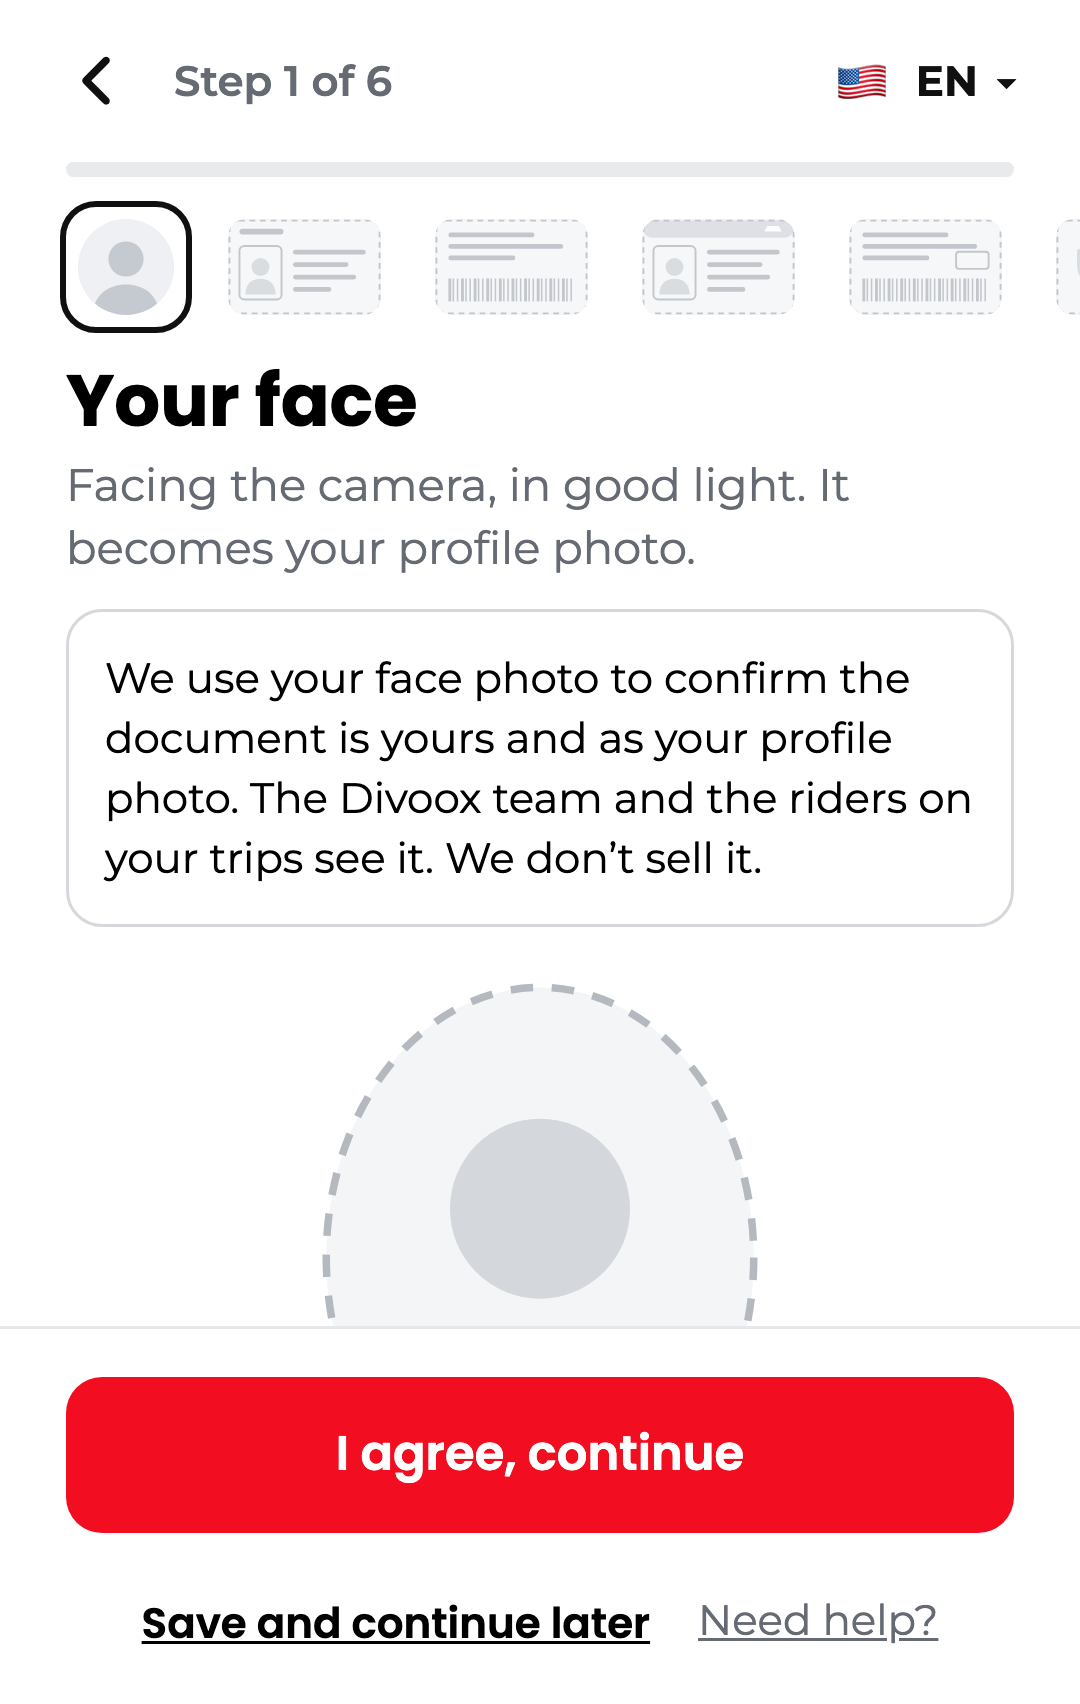 Step 1 of 6
EN
Your face
Facing the camera, in good light. It
becomes your profile photo.
We use your face photo to confirm the
document is yours and as your profile
photo. The Divoox team and the riders on
your trips see it. We don’t sell it.
I agree, continue
Save and continue later
Need help?